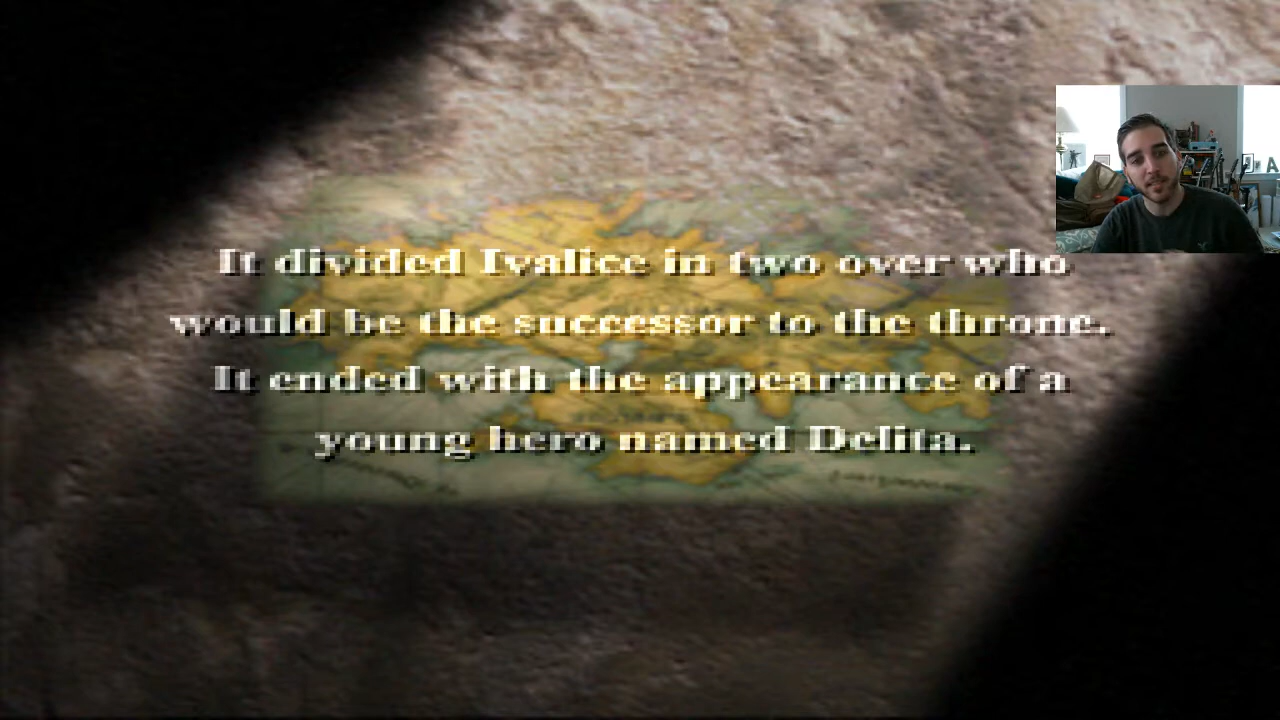 It divided Ivalice in two over who
would be the successor to the throne.
It ended with the appearance of a
young hero named Delita.